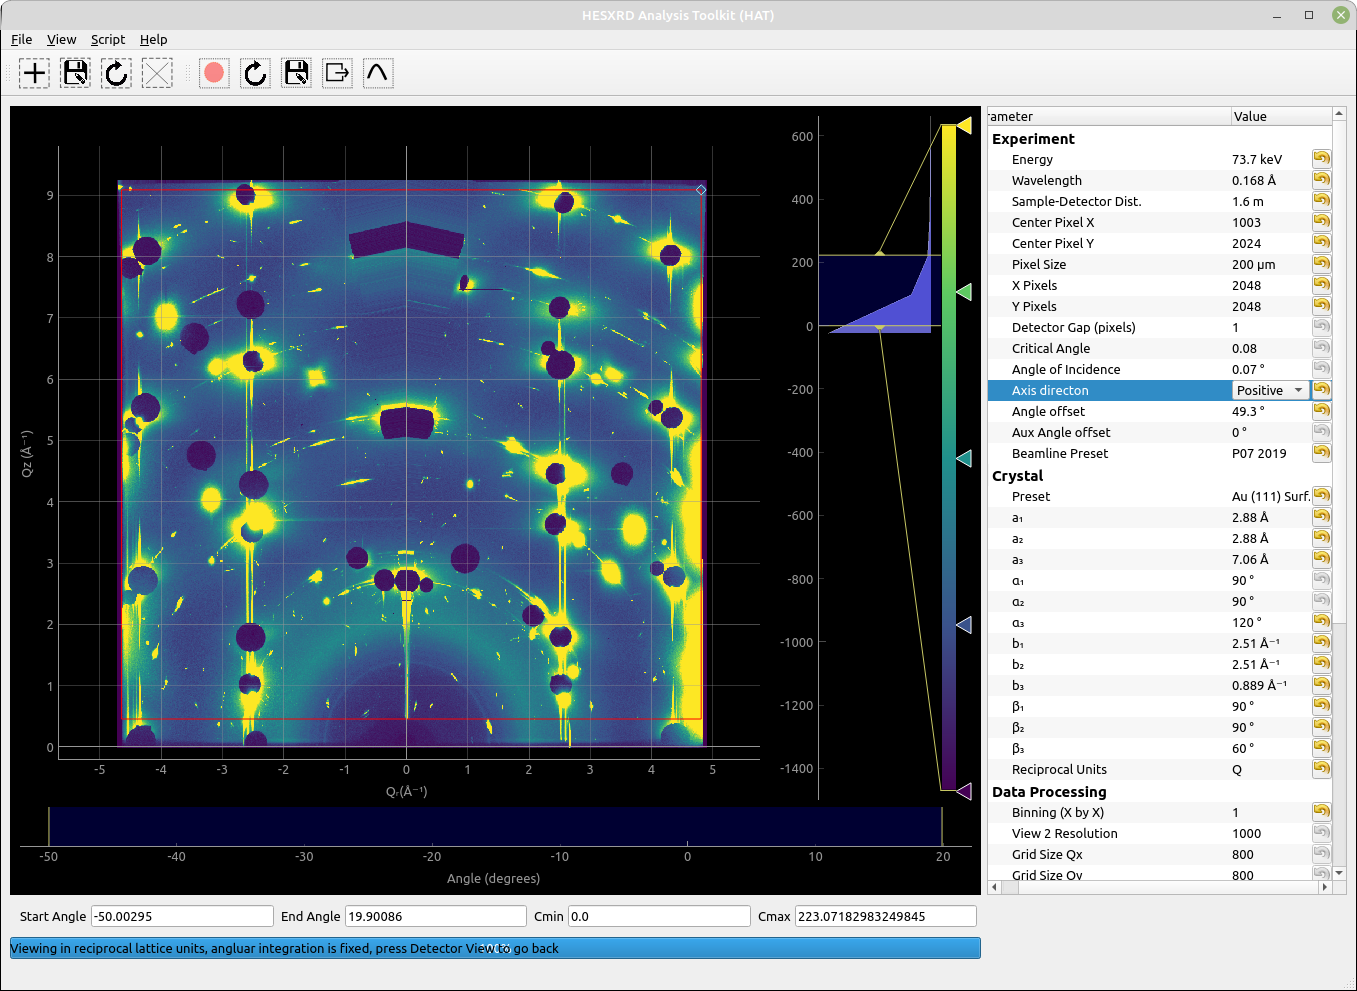 HESXRD Analysis Toolkit (HAT)
File View Script Help
9
8
7
6
5
4
3
2
1
0
Qz (Å⁻¹)
-5 -4 -3 -2 -1 0 1 2 3 4 5
Qᵣ(Å⁻¹)
600
400
200
0
-200
-400
-600
-800
-1000
-1200
-1400
-50 -40 -30 -20 -10 0 10 20
Angle (degrees)
rameter Value
Experiment
Energy 73.7 keV
Wavelength 0.168 Å
Sample-Detector Dist. 1.6 m
Center Pixel X 1003
Center Pixel Y 2024
Pixel Size 200 µm
X Pixels 2048
Y Pixels 2048
Detector Gap (pixels) 1
Critical Angle 0.08
Angle of Incidence 0.07 °
Axis directon Positive
Angle offset 49.3 °
Aux Angle offset 0 °
Beamline Preset P07 2019
Crystal
Preset Au (111) Surf.
a₁ 2.88 Å
a₂ 2.88 Å
a₃ 7.06 Å
α₁ 90 °
α₂ 90 °
α₃ 120 °
b₁ 2.51 Å⁻¹
b₂ 2.51 Å⁻¹
b₃ 0.889 Å⁻¹
β₁ 90 °
β₂ 90 °
β₃ 60 °
Reciprocal Units Q
Data Processing
Binning (X by X) 1
View 2 Resolution 1000
Grid Size Qx 800
Grid Size Qy 800
Start Angle -50.00295 End Angle 19.90086 Cmin 0.0 Cmax 223.07182983249845
Viewing in reciprocal lattice units, angluar integration is fixed, press Detector View to go back
100%